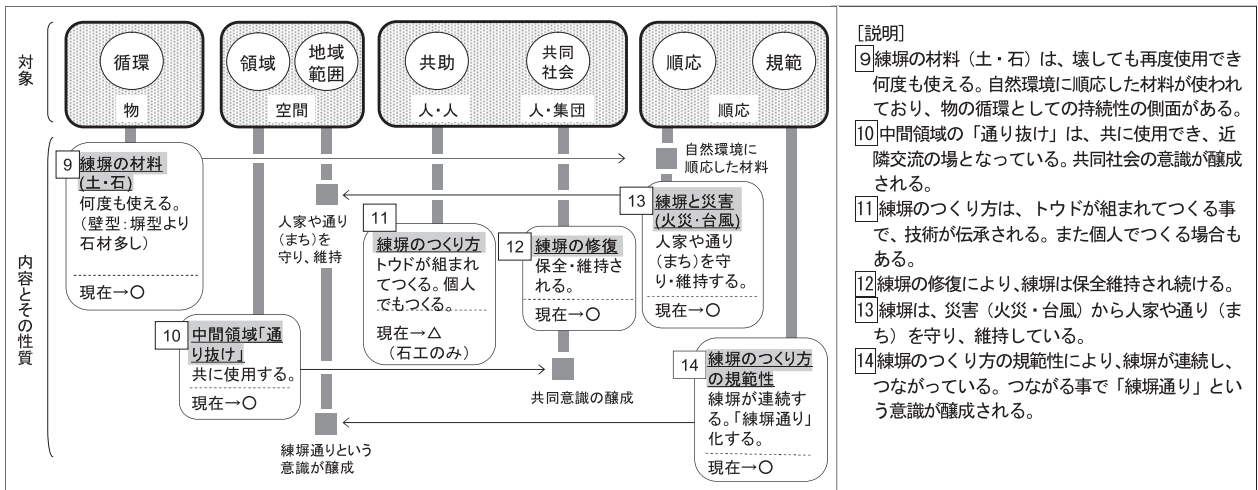 対象
循環
物
領域
地域
範囲
空間
共助
人・人
共同
社会
人・集団
順応
規範
順応
内容とその性質
9
練塀の材料
(土・石)
何度も使える。
(壁型:塀型より
石材多し)
現在→○
10
中間領域「通
り抜け」
共に使用する。
現在→○
人家や通り
(まち)を
守り、維持
練塀通りという
意識が醸成
11
練塀のつくり方
トウドが組まれ
てつくる。個人
でもつくる。
現在→△
(石工のみ)
12
練塀の修復
保全・維持さ
れる。
現在→○
共同意識の醸成
自然環境に
順応した材料
13
練塀と災害
(火災・台風)
人家や通り
(まち)を守
り・維持する。
現在→○
14
練塀のつくり方
の規範性
練塀が連続す
る。「練塀通り」
化する。
現在→○
[説明]
9練塀の材料(土・石)は、壊しても再度使用でき
何度も使える。自然環境に順応した材料が使われ
ており、物の循環としての持続性の側面がある。
10中間領域の「通り抜け」は、共に使用でき、近
隣交流の場となっている。共同社会の意識が醸成
される。
11練塀のつくり方は、トウドが組まれてつくる事
で、技術が伝承される。また個人でつくる場合も
ある。
12練塀の修復により、練塀は保全維持され続ける。
13練塀は、災害(火災・台風)から人家や通り(ま
ち)を守り、維持している。
14練塀のつくり方の規範性により、練塀が連続し、
つながっている。つながる事で「練塀通り」とい
う意識が醸成される。